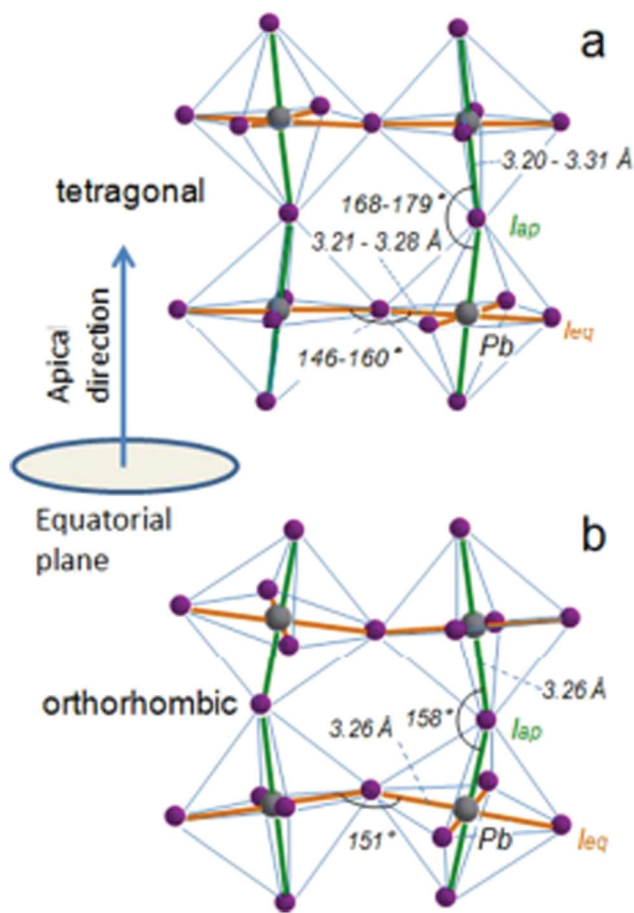 a
tetragonal
3.20 - 3.31 Å
168-179°
3.21 - 3.28 Å
Iap
Apical
direction
146-160°
Pb
Ieq
Equatorial
plane
b
orthorhombic
3.26 Å
158°
3.26 Å
Iap
151°
Pb
Ieq